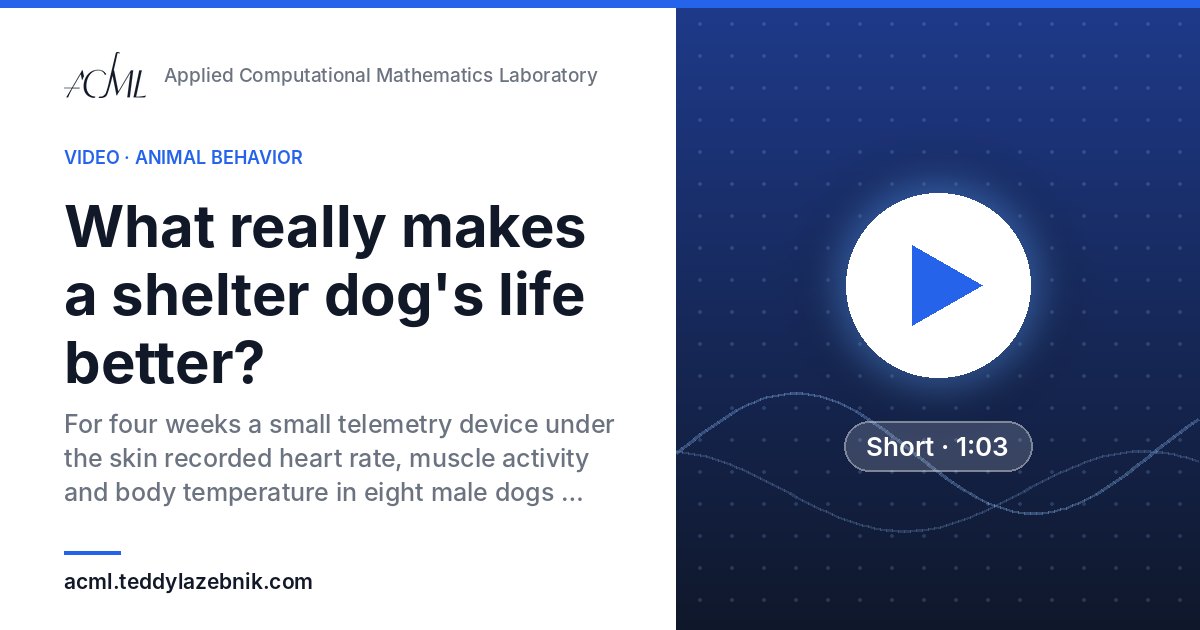 ACML
Applied Computational Mathematics Laboratory
VIDEO · ANIMAL BEHAVIOR
What really makes
a shelter dog's life
better?
For four weeks a small telemetry device under
the skin recorded heart rate, muscle activity
and body temperature in eight male dogs ...
acml.teddylazebnik.com
Short · 1:03